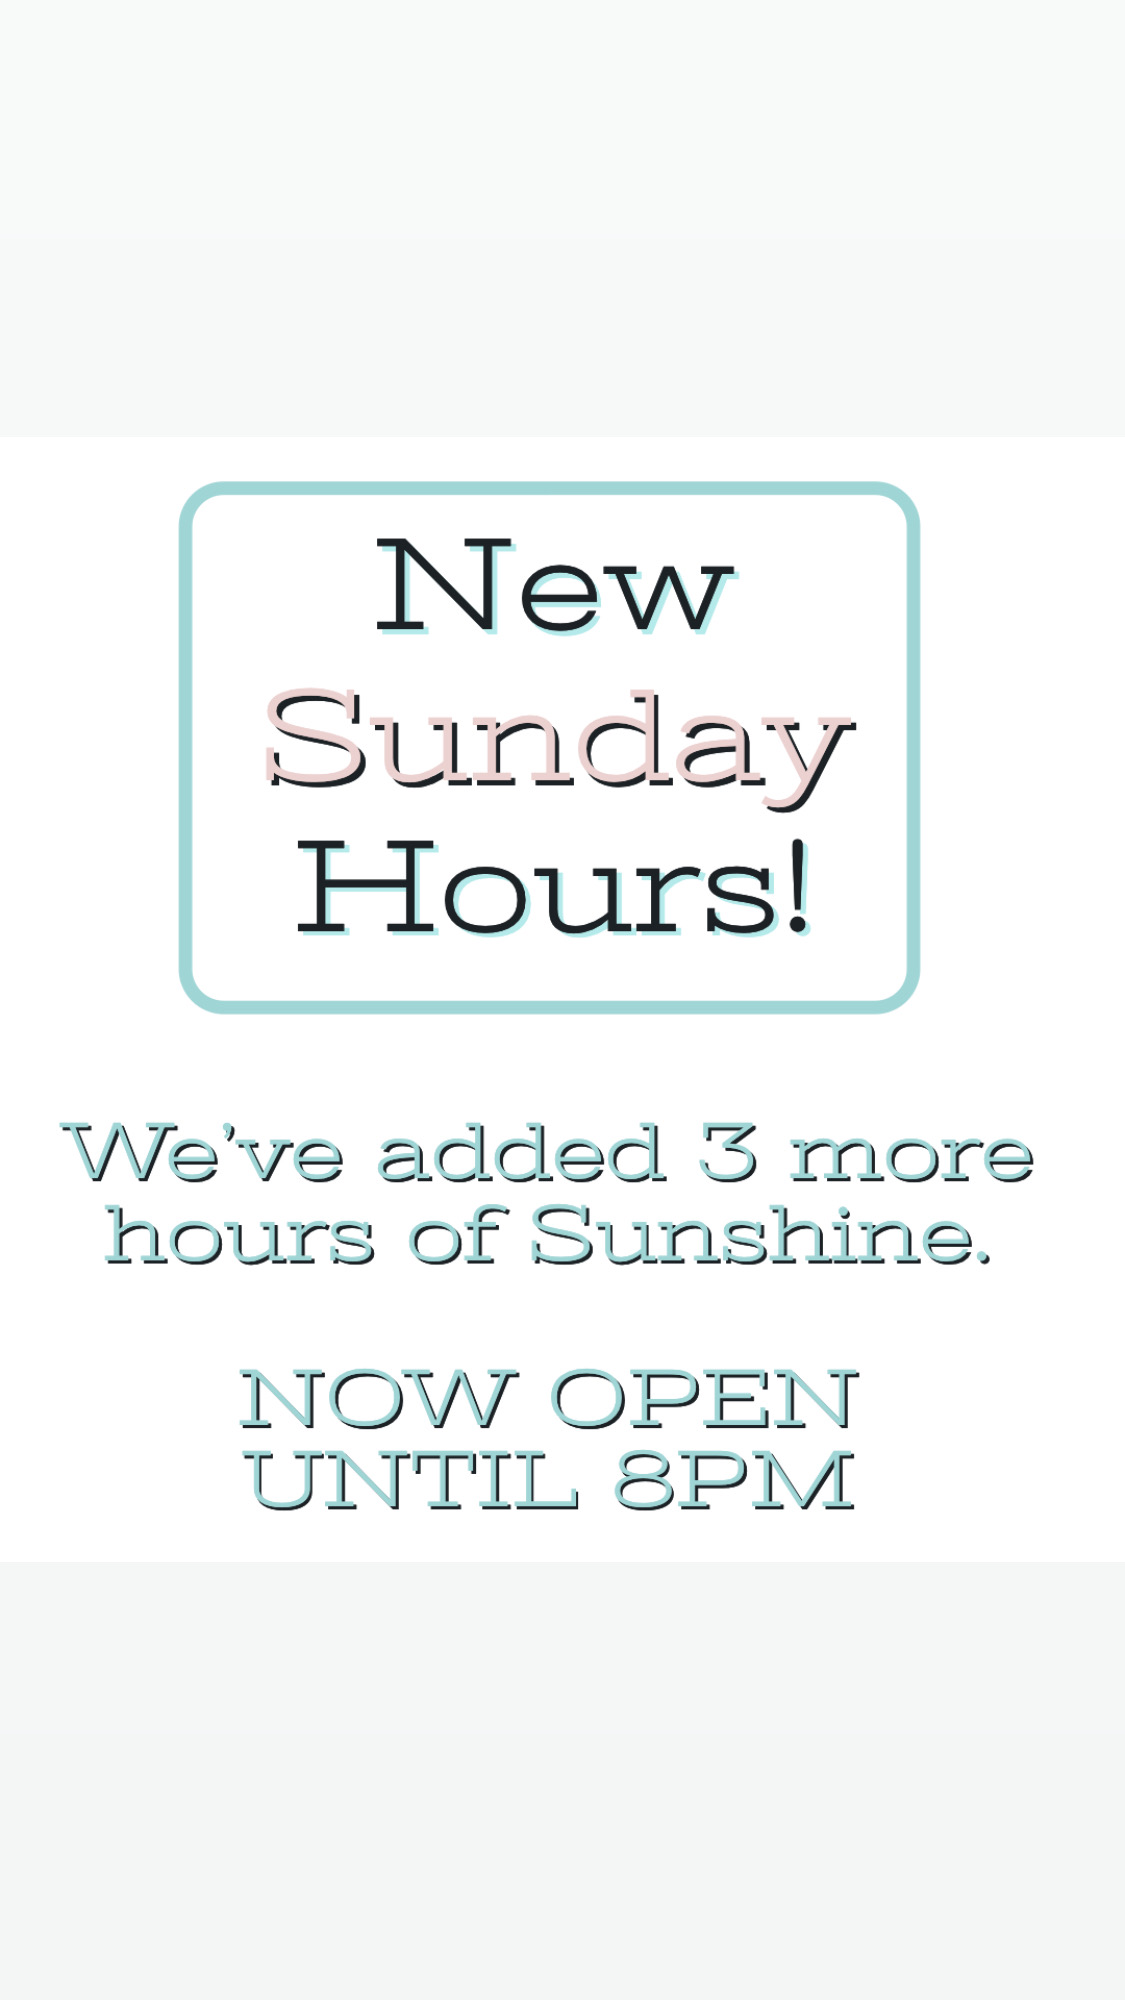 New
Sunday
Hours!
We’ve added 3 more
hours of Sunshine.
NOW OPEN
UNTIL 8PM